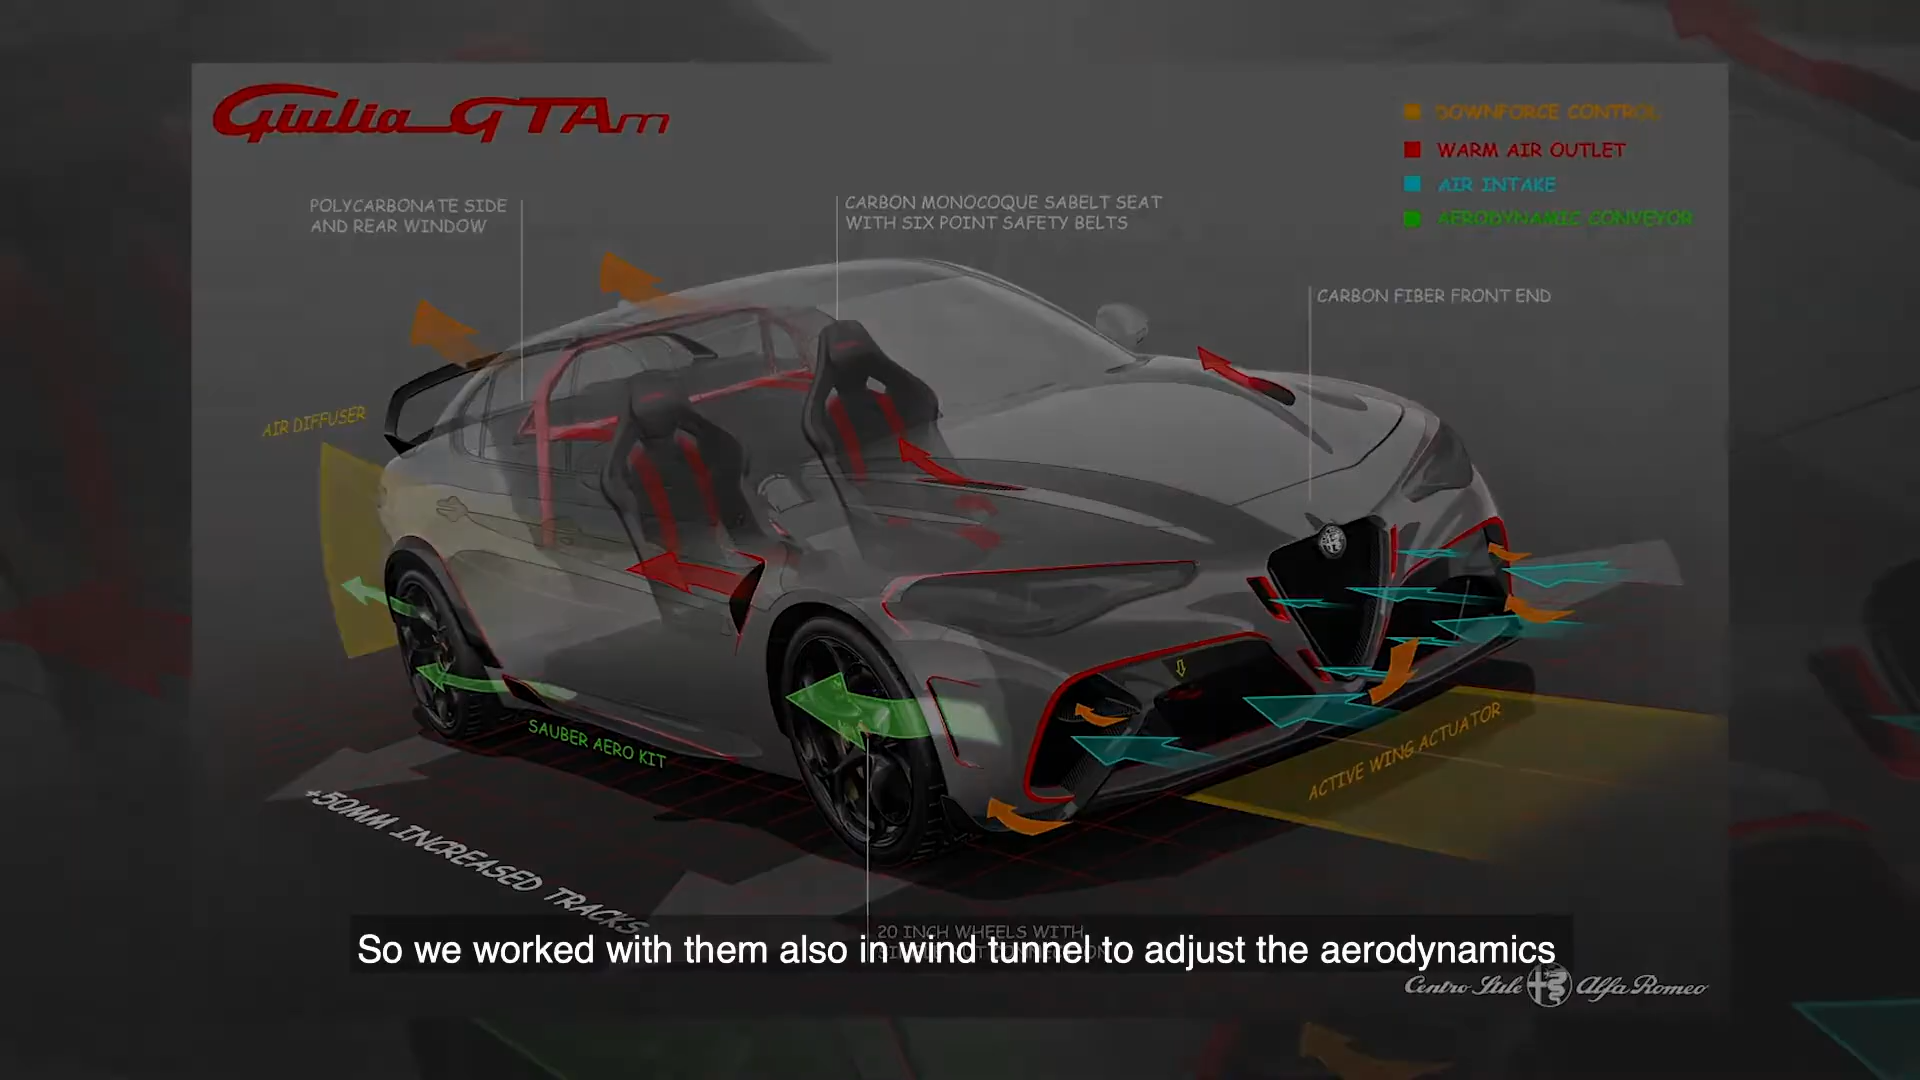 Giulia GTAm
DOWNFORCE CONTROL
WARM AIR OUTLET
AIR INTAKE
AERODYNAMIC CONVEYOR
POLYCARBONATE SIDE
AND REAR WINDOW
CARBON MONOCOQUE SABELT SEAT
WITH SIX POINT SAFETY BELTS
CARBON FIBER FRONT END
AIR DIFFUSER
SAUBER AERO KIT
ACTIVE WING ACTUATOR
+50MM INCREASED TRACKS
20 INCH WHEELS WITH
So we worked with them also in wind tunnel to adjust the aerodynamics
Centro Stile Alfa Romeo